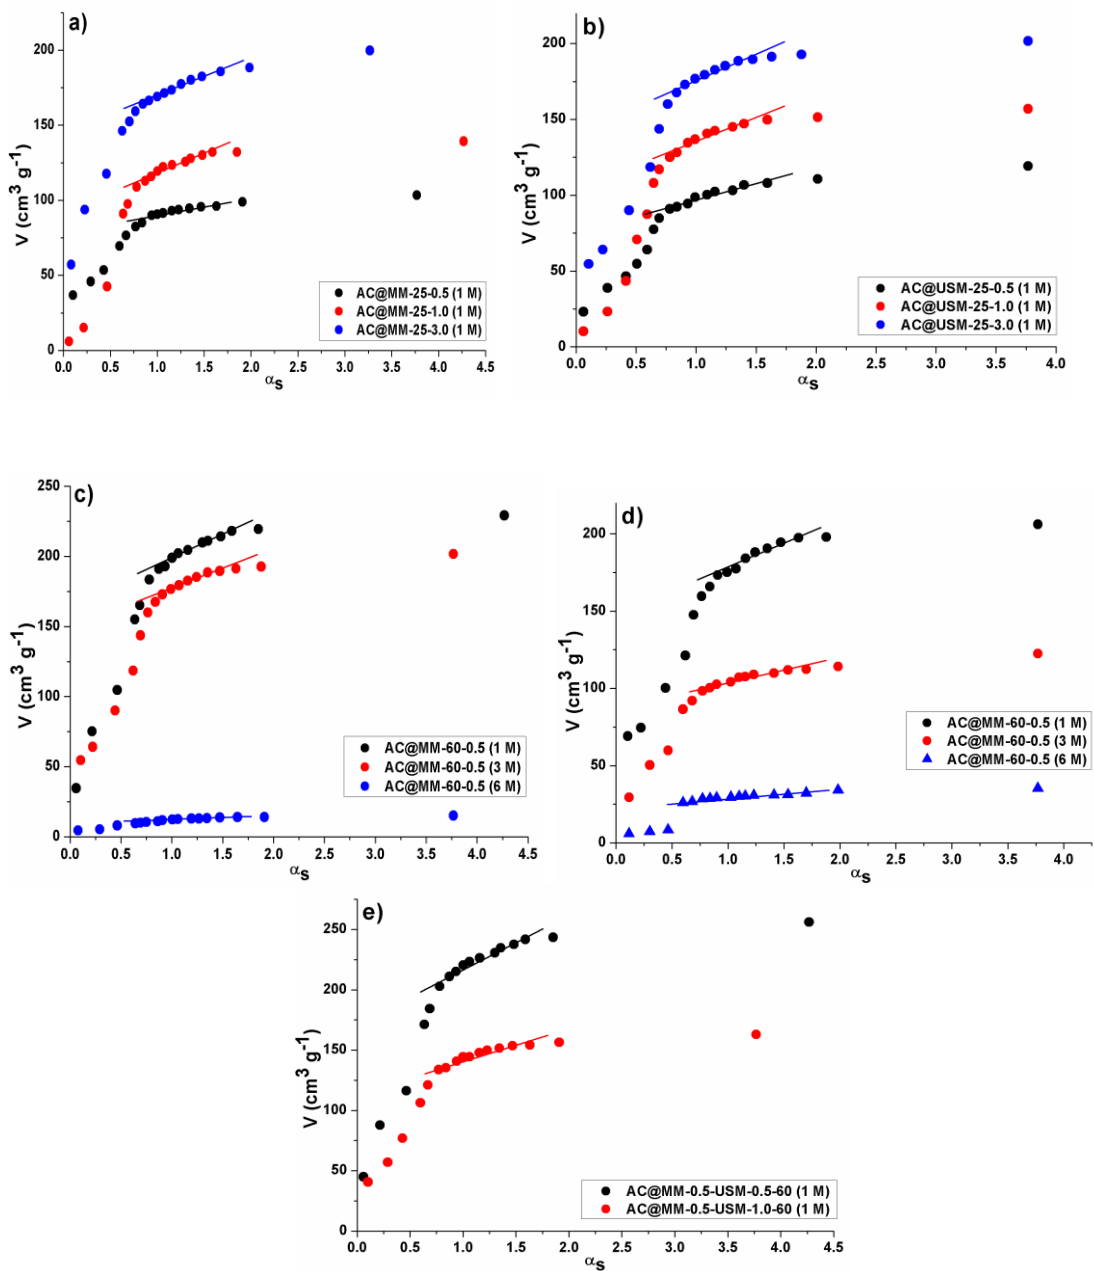 a)
200
150
100
50
0
V (cm3 g-1)
0.0 0.5 1.0 1.5 2.0 2.5 3.0 3.5 4.0 4.5
αs
AC@MM-25-0.5 (1 M)
AC@MM-25-1.0 (1 M)
AC@MM-25-3.0 (1 M)
b)
200
150
100
50
0
V (cm3 g-1)
0.0 0.5 1.0 1.5 2.0 2.5 3.0 3.5 4.0
αs
AC@USM-25-0.5 (1 M)
AC@USM-25-1.0 (1 M)
AC@USM-25-3.0 (1 M)
c)
250
200
150
100
50
0
V (cm3 g-1)
0.0 0.5 1.0 1.5 2.0 2.5 3.0 3.5 4.0 4.5
αs
AC@MM-60-0.5 (1 M)
AC@MM-60-0.5 (3 M)
AC@MM-60-0.5 (6 M)
d)
200
150
100
50
0
V (cm3 g-1)
0.0 0.5 1.0 1.5 2.0 2.5 3.0 3.5 4.0
αs
AC@MM-60-0.5 (1 M)
AC@MM-60-0.5 (3 M)
AC@MM-60-0.5 (6 M)
e)
250
200
150
100
50
0
V (cm3 g-1)
0.0 0.5 1.0 1.5 2.0 2.5 3.0 3.5 4.0 4.5
αs
AC@MM-0.5-USM-0.5-60 (1 M)
AC@MM-0.5-USM-1.0-60 (1 M)